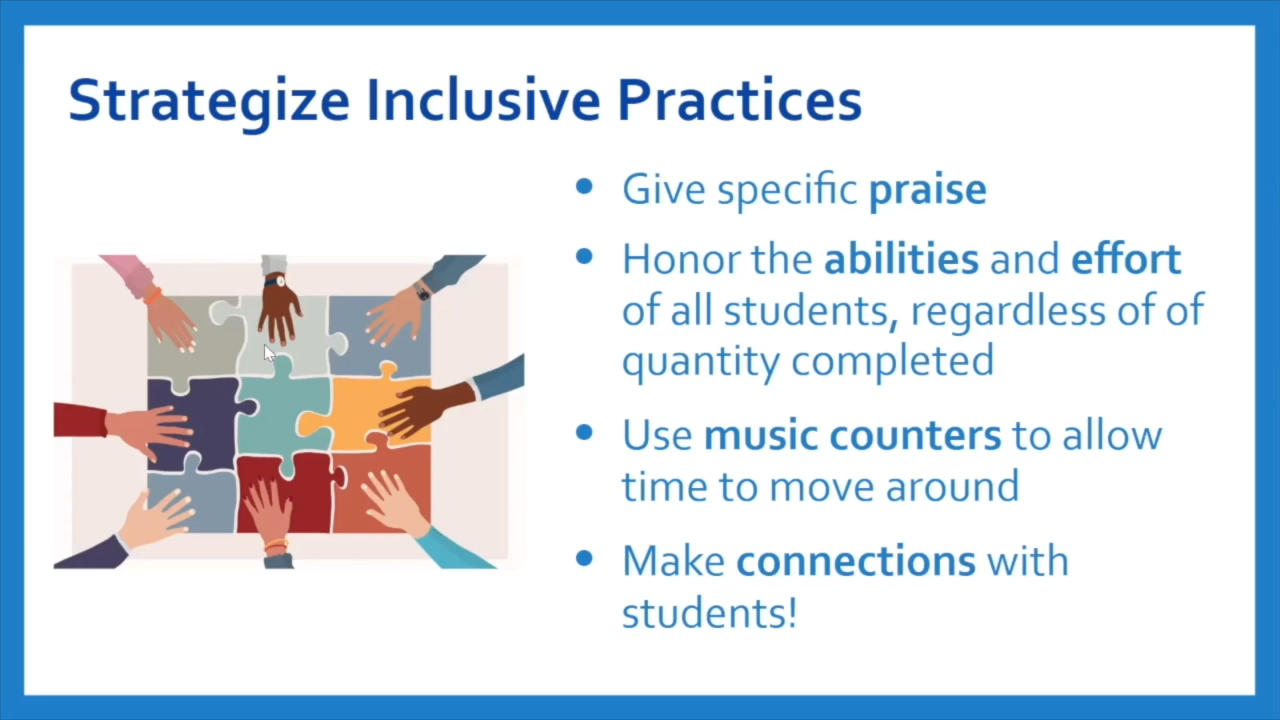 Strategize Inclusive Practices
• Give specific praise
• Honor the abilities and effort
of all students, regardless of of
quantity completed
• Use music counters to allow
time to move around
• Make connections with
students!